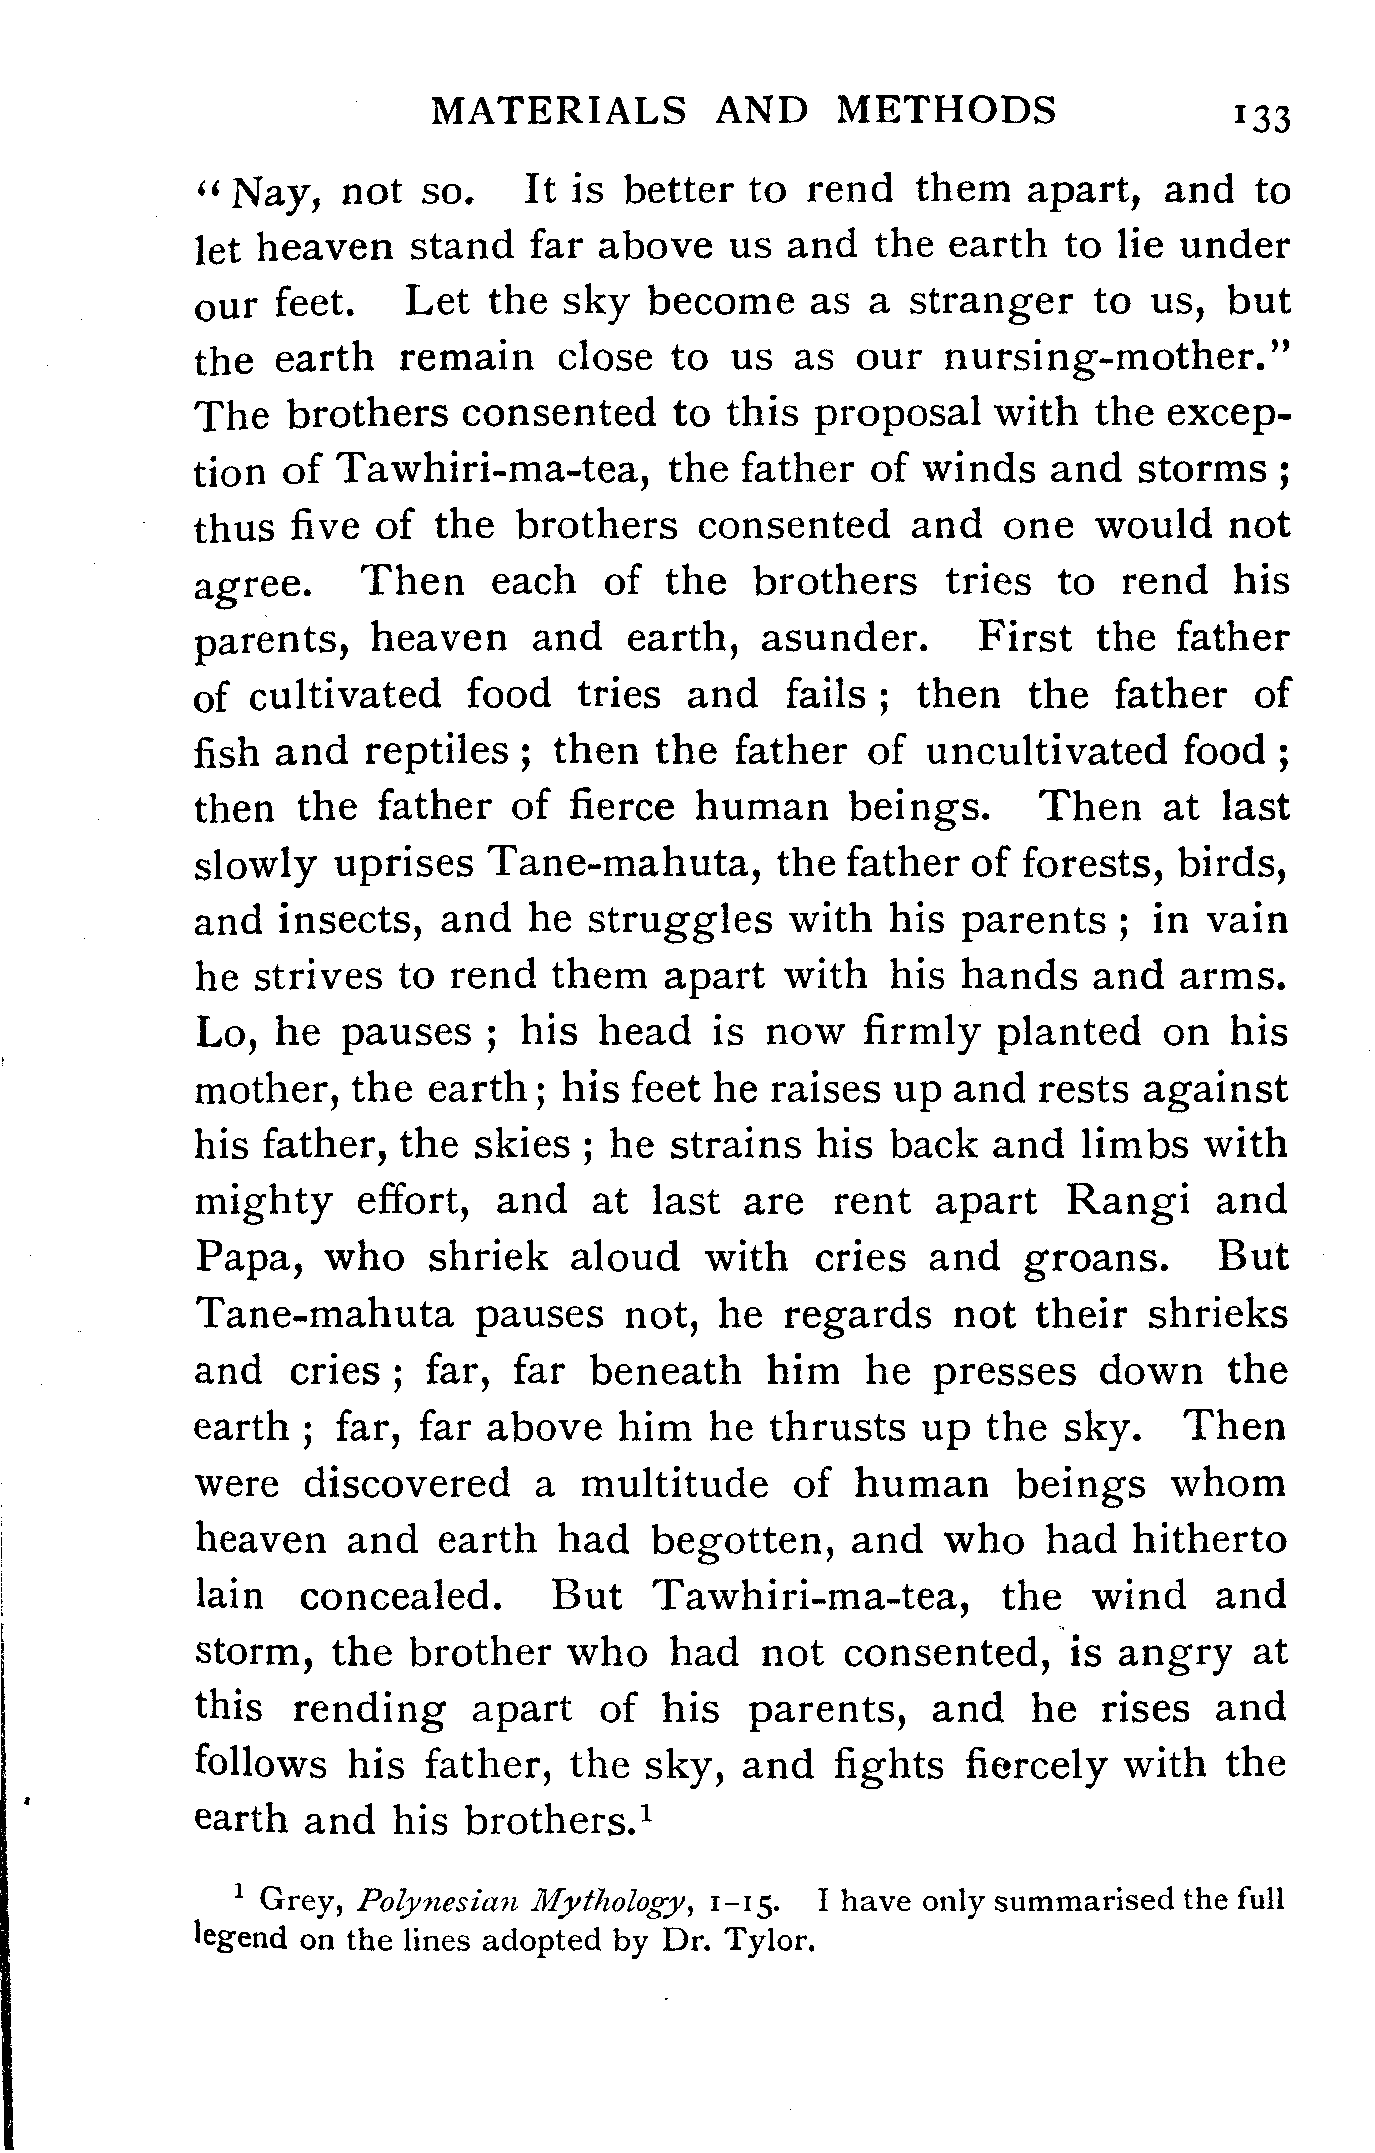 MATERIALS AND METHODS 133
“Nay, not so. It is better to rend them apart, and to
let heaven stand far above us and the earth to lie under
our feet. Let the sky become as a stranger to us, but
the earth remain close to us as our nursing-mother.”
The brothers consented to this proposal with the excep-
tion of Tawhiri-ma-tea, the father of winds and storms ;
thus five of the brothers consented and one would not
agree. Then each of the brothers tries to rend his
parents, heaven and earth, asunder. First the father
of cultivated food tries and fails ; then the father of
fish and reptiles ; then the father of uncultivated food ;
then the father of fierce human beings. Then at last
slowly uprises Tane-mahuta, the father of forests, birds,
and insects, and he struggles with his parents ; in vain
he strives to rend them apart with his hands and arms.
Lo, he pauses ; his head is now firmly planted on his
mother, the earth ; his feet he raises up and rests against
his father, the skies ; he strains his back and limbs with
mighty effort, and at last are rent apart Rangi and
Papa, who shriek aloud with cries and groans. But
Tane-mahuta pauses not, he regards not their shrieks
and cries ; far, far beneath him he presses down the
earth ; far, far above him he thrusts up the sky. Then
were discovered a multitude of human beings whom
heaven and earth had begotten, and who had hitherto
lain concealed. But Tawhiri-ma-tea, the wind and
storm, the brother who had not consented, is angry at
this rending apart of his parents, and he rises and
follows his father, the sky, and fights fiercely with the
earth and his brothers.¹
¹ Grey, Polynesian Mythology, 1-15. I have only summarised the full
legend on the lines adopted by Dr. Tylor.